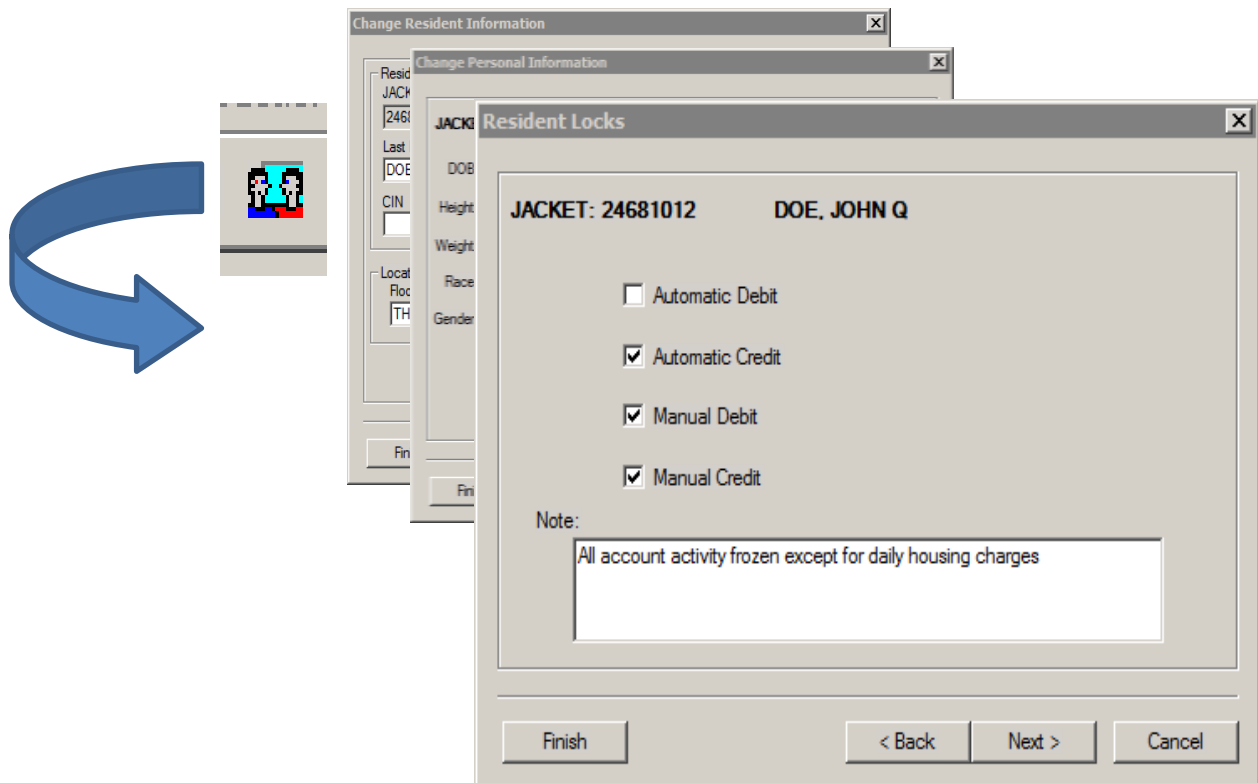 Change Resident Information
Change Personal Information
Resident Locks
JACKET: 24681012 DOE, JOHN Q
Automatic Debit
Automatic Credit
Manual Debit
Manual Credit
Note:
All account activity frozen except for daily housing charges
Finish < Back Next > Cancel
Last
DOE
CIN
DOB
Height
Weight
Race
Gender